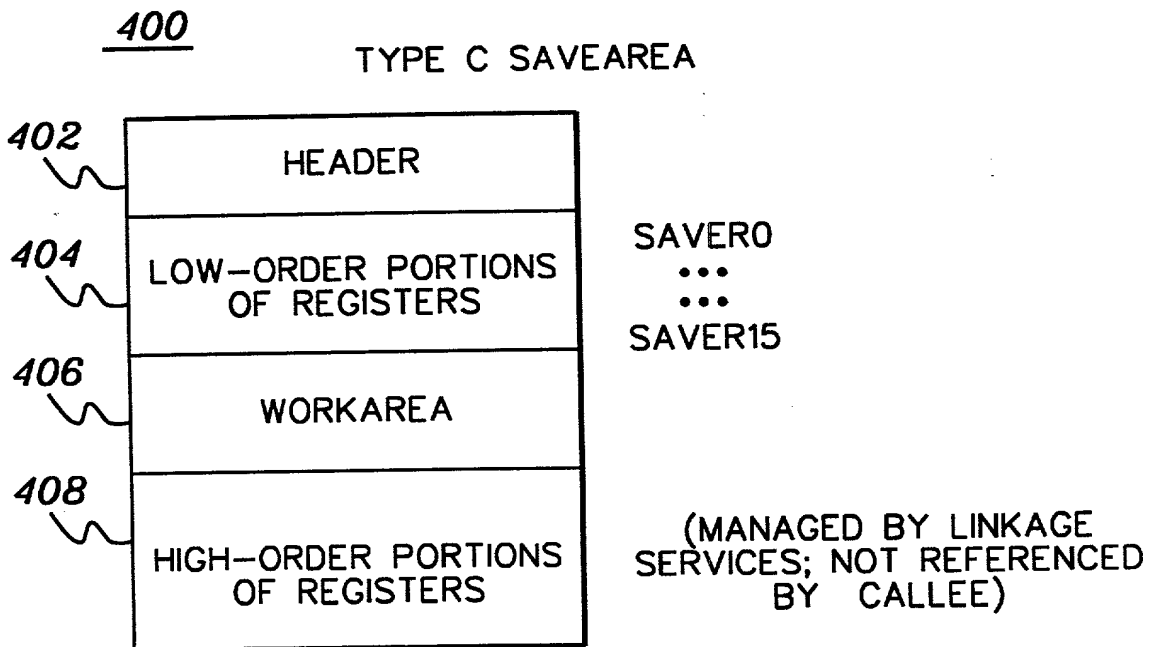 400
TYPE C SAVEAREA
402
HEADER
404
LOW–ORDER PORTIONS
OF REGISTERS
SAVER0
•••
•••
SAVER15
406
WORKAREA
408
HIGH–ORDER PORTIONS
OF REGISTERS
(MANAGED BY LINKAGE
SERVICES; NOT REFERENCED
BY CALLEE)